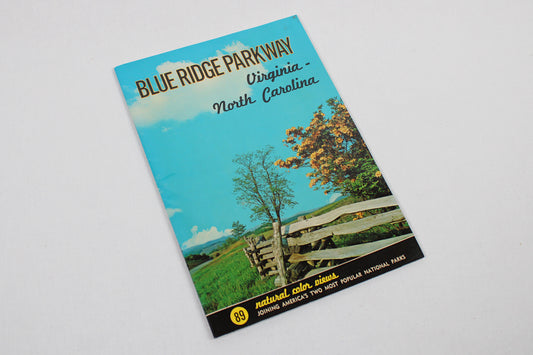 BLUE RIDGE PARKWAY
Virginia -
North Carolina
89
natural color views
JOINING AMERICA'S TWO MOST POPULAR NATIONAL PARKS